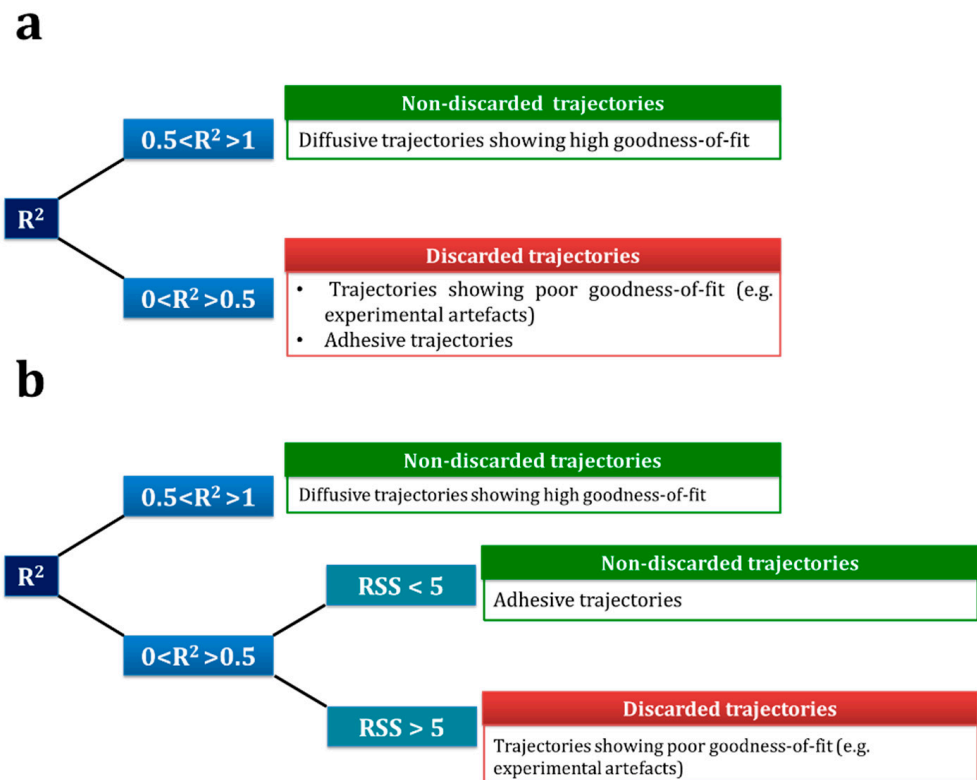 a
Non-discarded trajectories
0.5<R² >1
Diffusive trajectories showing high goodness-of-fit
R²
Discarded trajectories
0<R² >0.5
• Trajectories showing poor goodness-of-fit (e.g.
experimental artefacts)
• Adhesive trajectories
b
Non-discarded trajectories
0.5<R² >1
Diffusive trajectories showing high goodness-of-fit
R²
RSS < 5
Non-discarded trajectories
Adhesive trajectories
0<R² >0.5
RSS > 5
Discarded trajectories
Trajectories showing poor goodness-of-fit (e.g.
experimental artefacts)